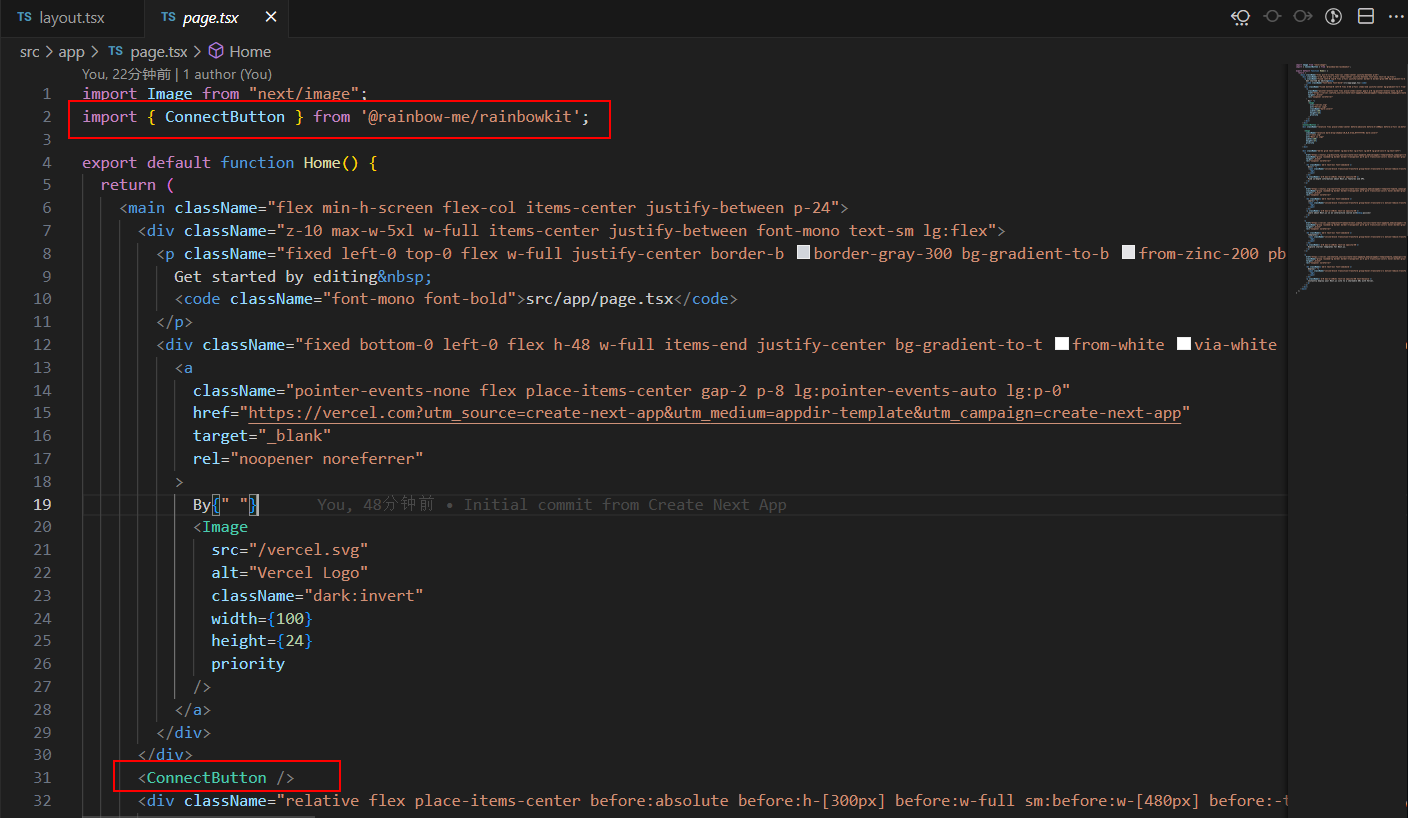 TS layout.tsx TS page.tsx
src > app > TS page.tsx > Home
You, 22分钟前 | 1 author (You)
1 import Image from "next/image";
2 import { ConnectButton } from '@rainbow-me/rainbowkit';
3
4 export default function Home() {
5 return (
6 <main className="flex min-h-screen flex-col items-center justify-between p-24">
7 <div className="z-10 max-w-5xl w-full items-center justify-between font-mono text-sm lg:flex">
8 <p className="fixed left-0 top-0 flex w-full justify-center border-b border-gray-300 bg-gradient-to-b from-zinc-200 pb
9 Get started by editing&nbsp;
10 <code className="font-mono font-bold">src/app/page.tsx</code>
11 </p>
12 <div className="fixed bottom-0 left-0 flex h-48 w-full items-end justify-center bg-gradient-to-t from-white via-white
13 <a
14 className="pointer-events-none flex place-items-center gap-2 p-8 lg:pointer-events-auto lg:p-0"
15 href="https://vercel.com?utm_source=create-next-app&utm_medium=appdir-template&utm_campaign=create-next-app"
16 target="_blank"
17 rel="noopener noreferrer"
18 >
19 By{" "} You, 48分钟前 • Initial commit from Create Next App
20 <Image
21 src="/vercel.svg"
22 alt="Vercel Logo"
23 className="dark:invert"
24 width={100}
25 height={24}
26 priority
27 />
28 </a>
29 </div>
30 </div>
31 <ConnectButton />
32 <div className="relative flex place-items-center before:absolute before:h-[300px] before:w-full sm:before:w-[480px] before:-t